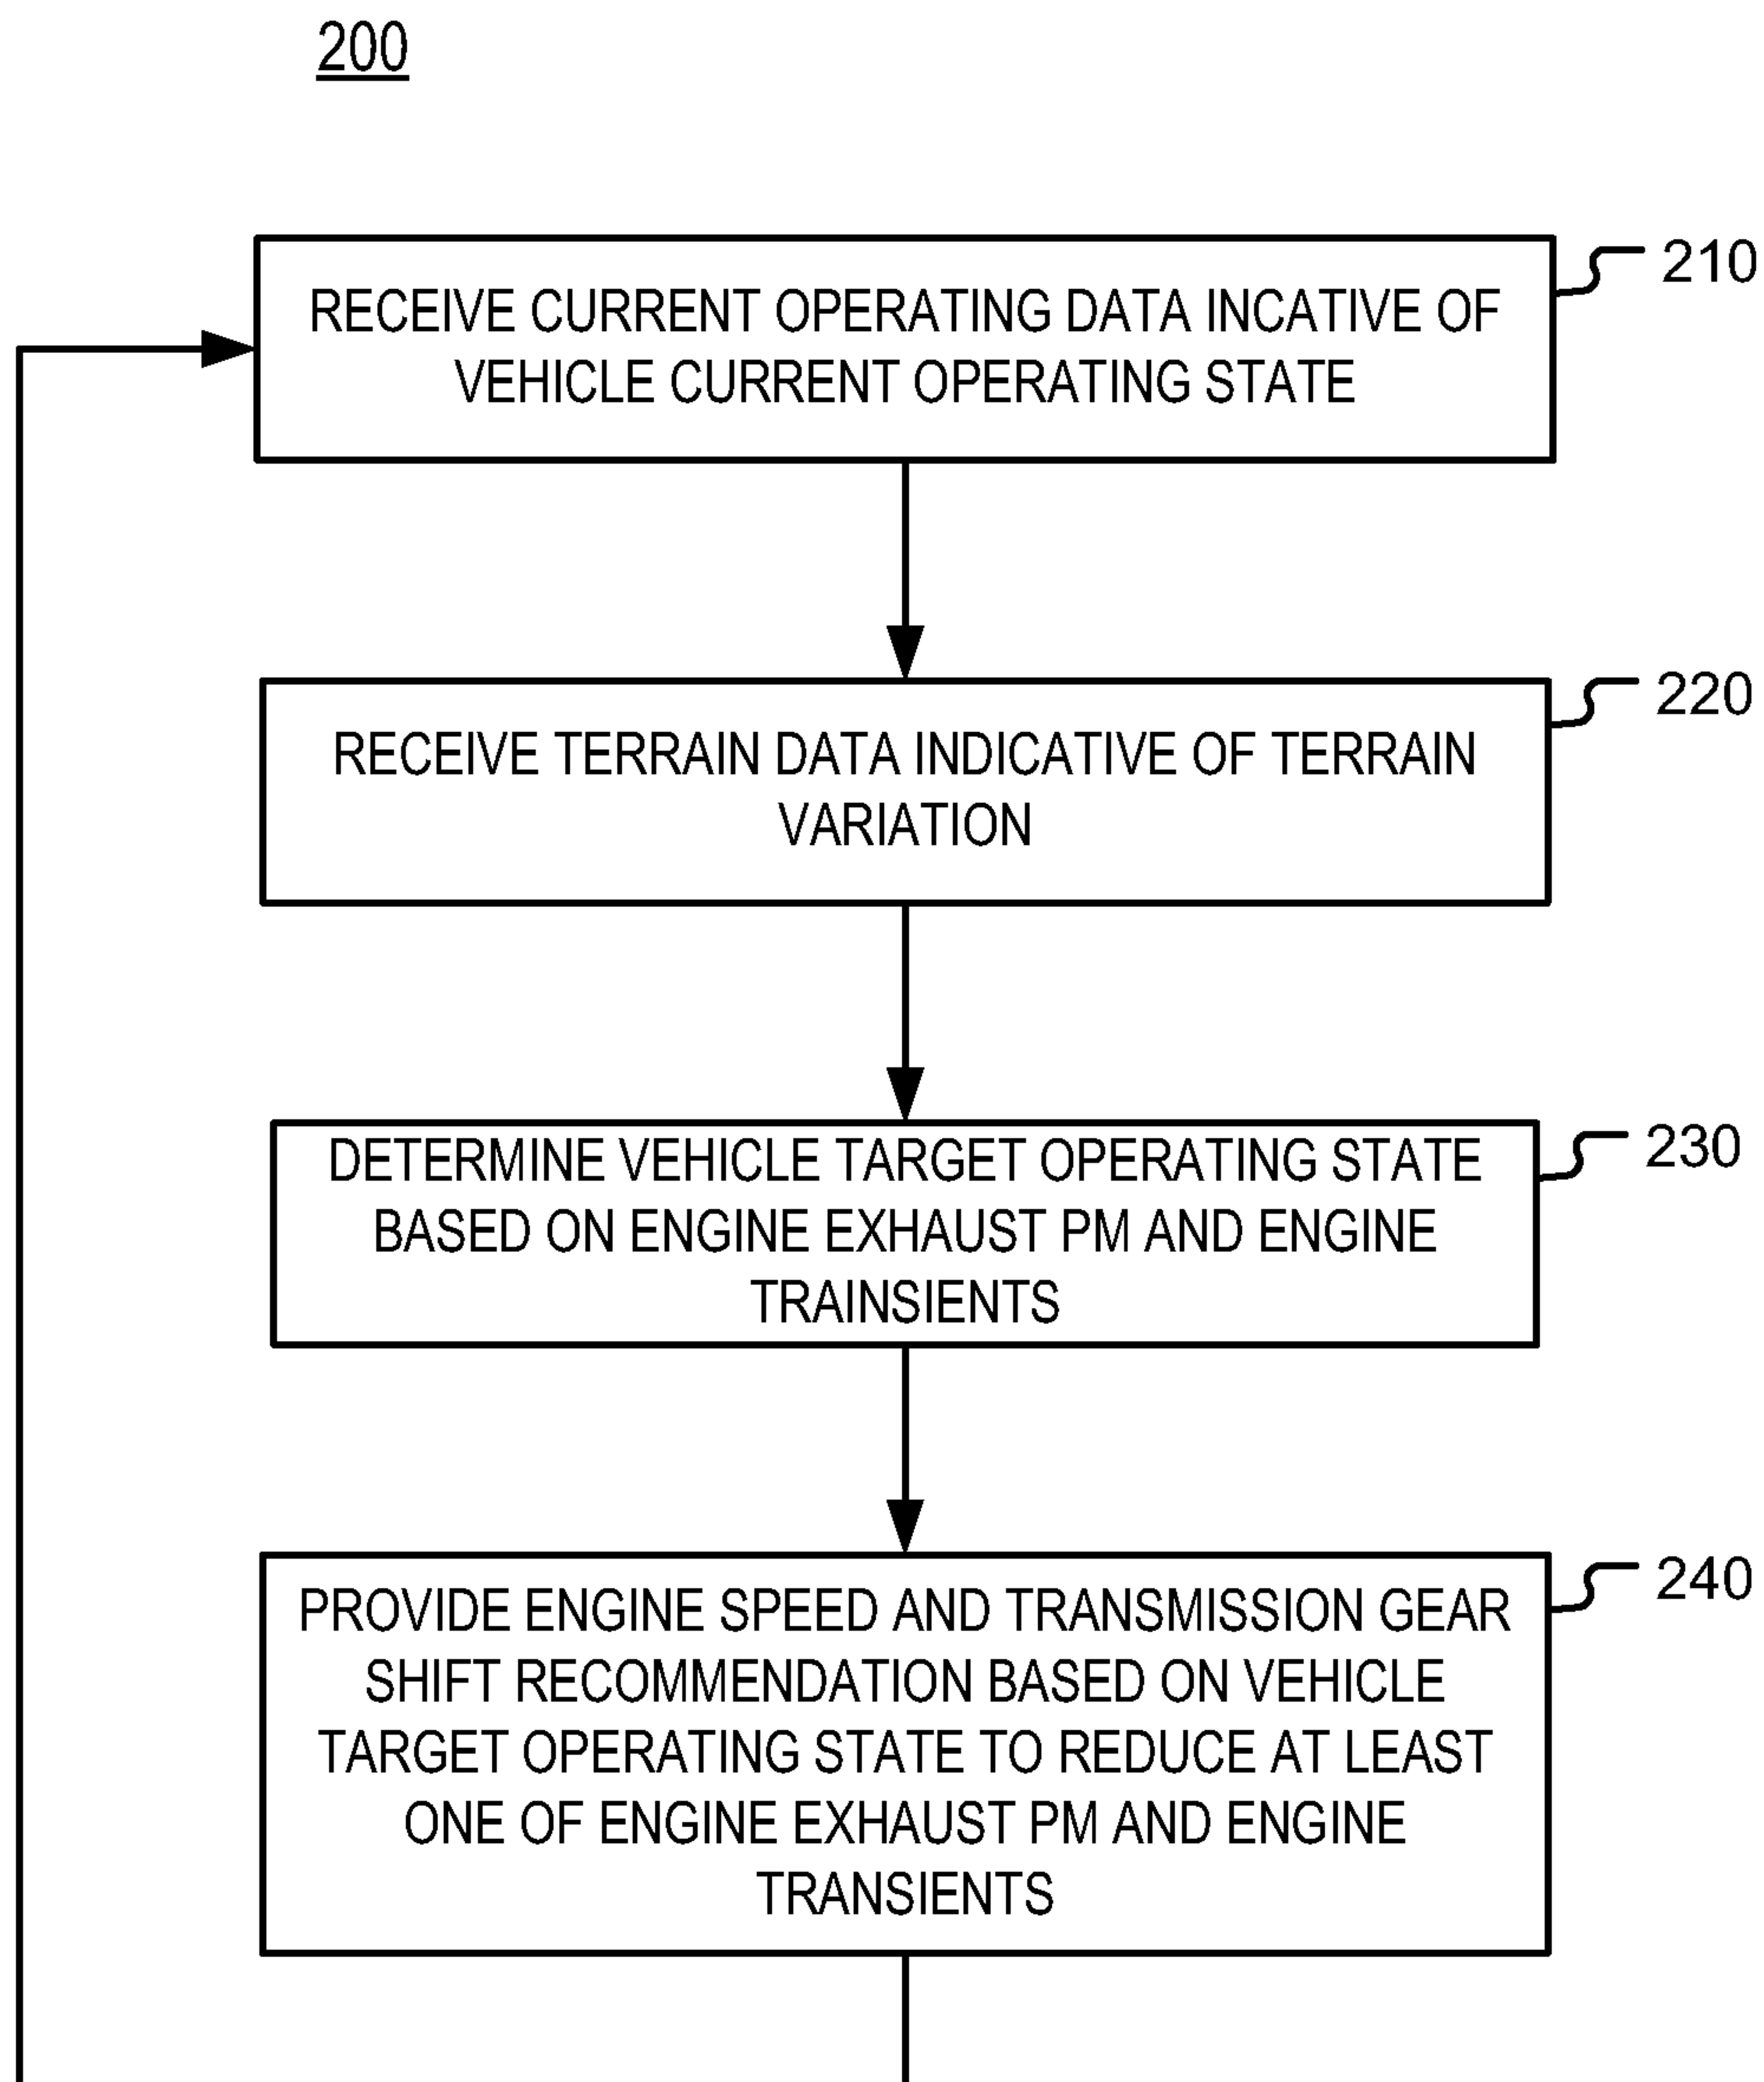 200
RECEIVE CURRENT OPERATING DATA INCATIVE OF
VEHICLE CURRENT OPERATING STATE
210
RECEIVE TERRAIN DATA INDICATIVE OF TERRAIN
VARIATION
220
DETERMINE VEHICLE TARGET OPERATING STATE
BASED ON ENGINE EXHAUST PM AND ENGINE
TRAINSIENTS
230
PROVIDE ENGINE SPEED AND TRANSMISSION GEAR
SHIFT RECOMMENDATION BASED ON VEHICLE
TARGET OPERATING STATE TO REDUCE AT LEAST
ONE OF ENGINE EXHAUST PM AND ENGINE
TRANSIENTS
240